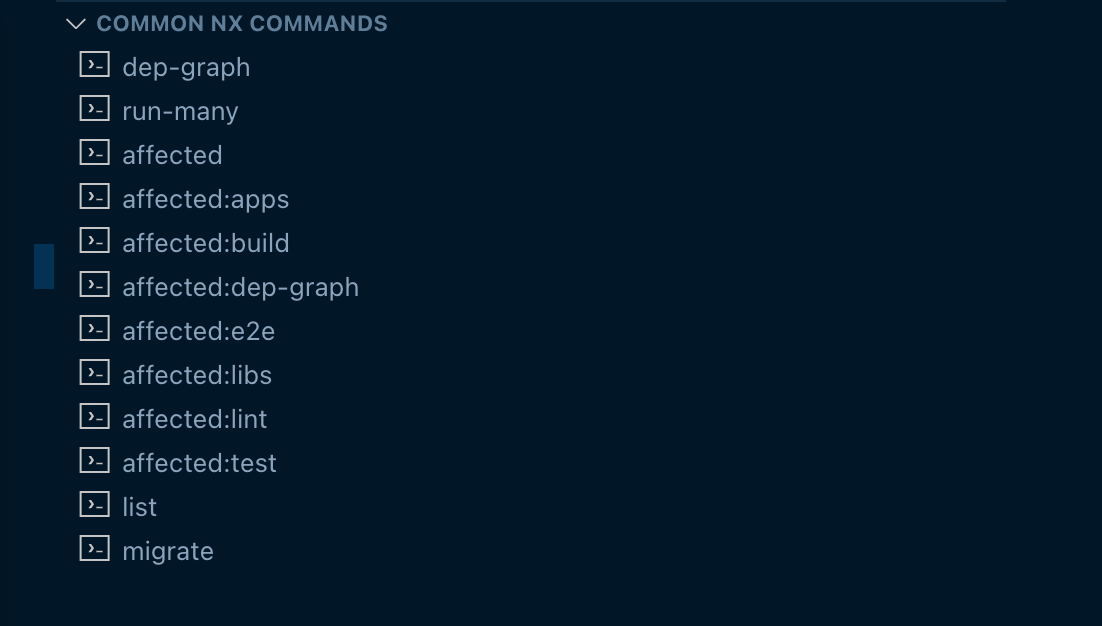 COMMON NX COMMANDS
dep-graph
run-many
affected
affected:apps
affected:build
affected:dep-graph
affected:e2e
affected:libs
affected:lint
affected:test
list
migrate